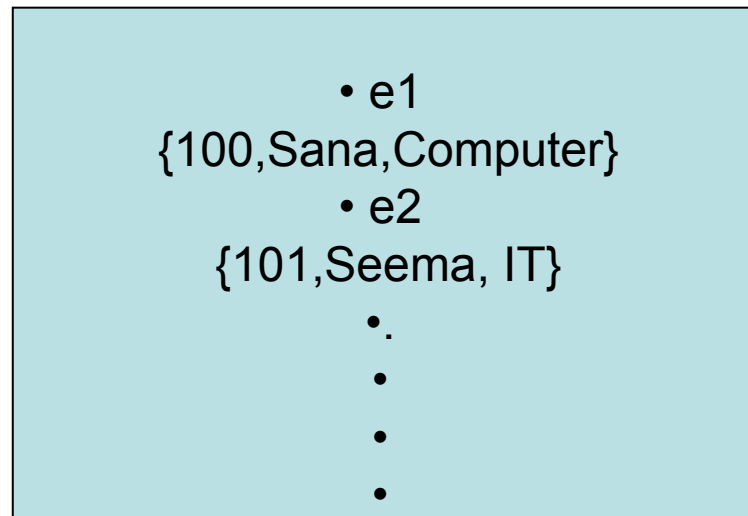 • e1
{100,Sana,Computer}
• e2
{101,Seema, IT}
•.
•
•
•